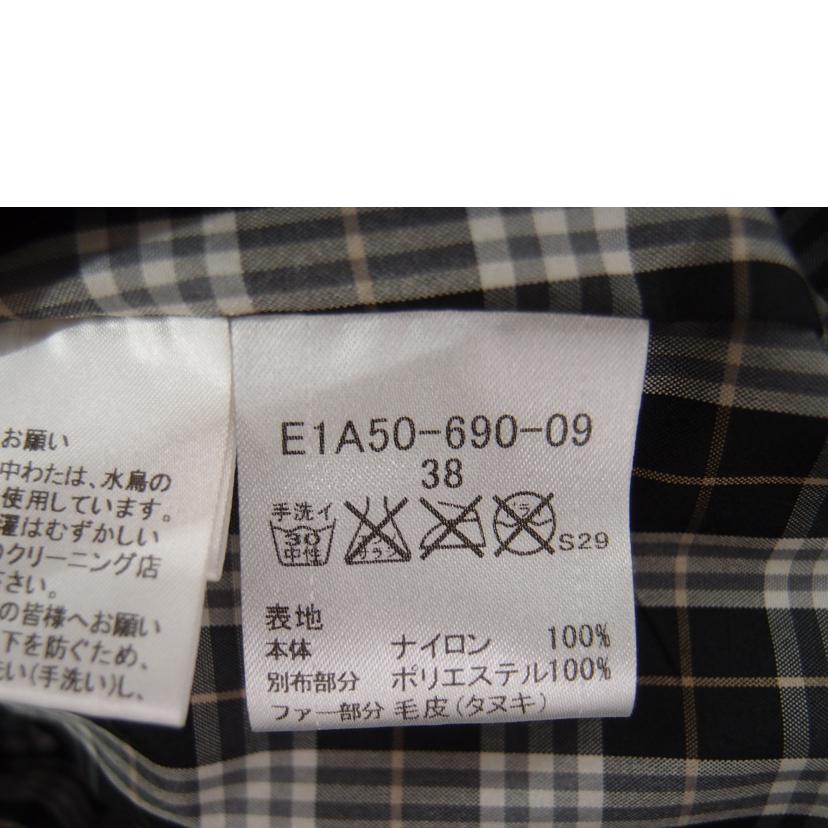 お願い
中わたは、水鳥の
使用しています。
濯はむずかしい
クリーニング店
さい。
の皆様へお願い
下を防ぐため、
洗い(手洗い)し、
E1A50-690-09
38
手洗イ
30
中性
S29
表地
本体 ナイロン 100%
別布部分 ポリエステル100%
ファー部分 毛皮(タヌキ)